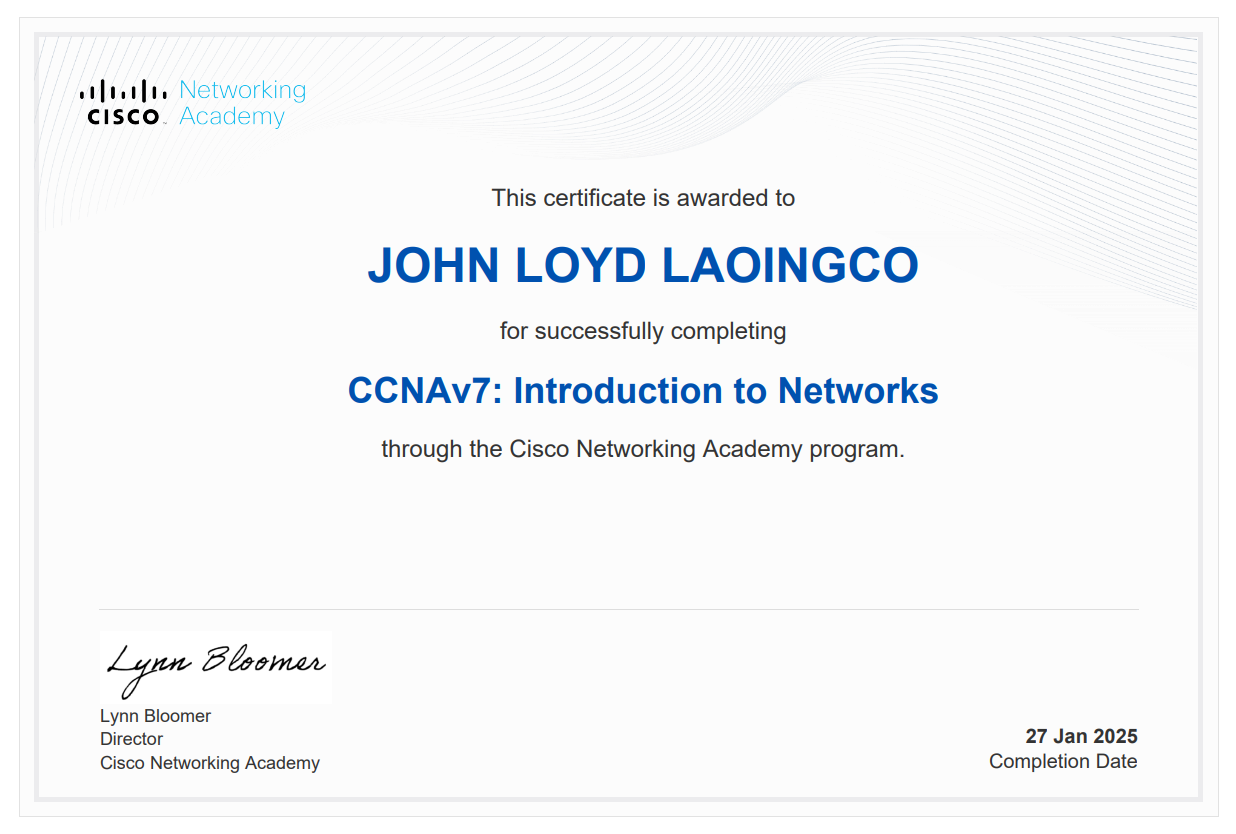 CISCO
Networking
Academy
This certificate is awarded to
JOHN LOYD LAOINGCO
for successfully completing
CCNAv7: Introduction to Networks
through the Cisco Networking Academy program.
Lynn Bloomer
Lynn Bloomer
Director
Cisco Networking Academy
27 Jan 2025
Completion Date